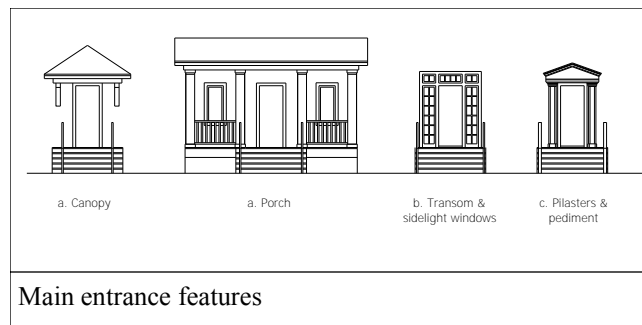 a. Canopy
a. Porch
b. Transom &
sidelight windows
c. Pilasters &
pediment
Main entrance features